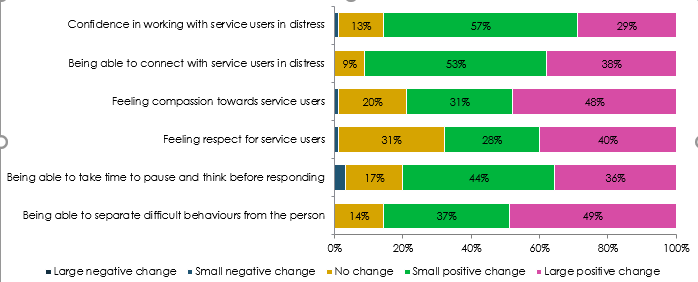 Confidence in working with service users in distress 13% 57% 29%
Being able to connect with service users in distress 9% 53% 38%
Feeling compassion towards service users 20% 31% 48%
Feeling respect for service users 31% 28% 40%
Being able to take time to pause and think before responding 17% 44% 36%
Being able to separate difficult behaviours from the person 14% 37% 49%
0% 20% 40% 60% 80% 100%
Large negative change Small negative change No change Small positive change Large positive change